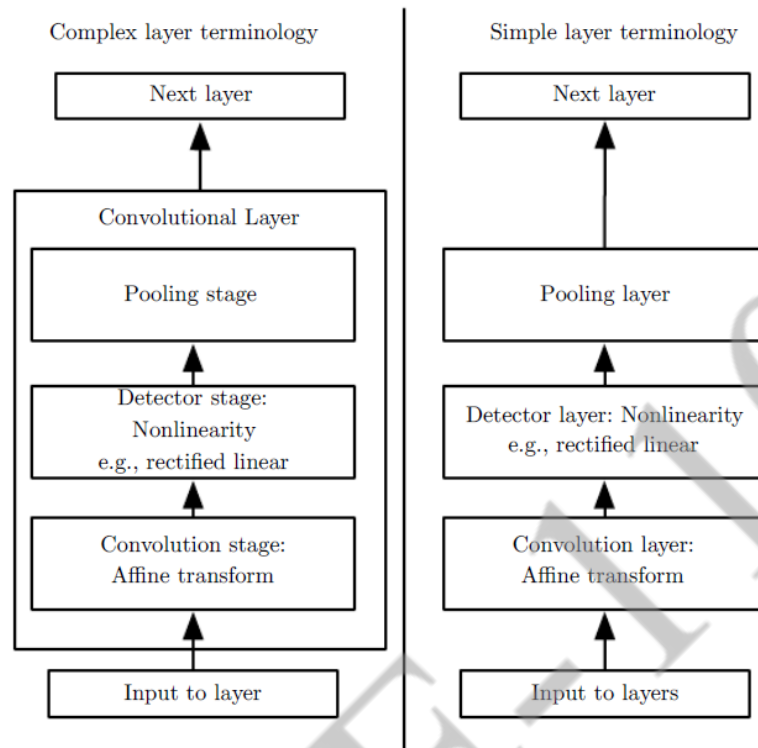 Complex layer terminology
Next layer
Convolutional Layer
Pooling stage
Detector stage:
Nonlinearity
e.g., rectified linear
Convolution stage:
Affine transform
Input to layer
Simple layer terminology
Next layer
Pooling layer
Detector layer: Nonlinearity
e.g., rectified linear
Convolution layer:
Affine transform
Input to layers